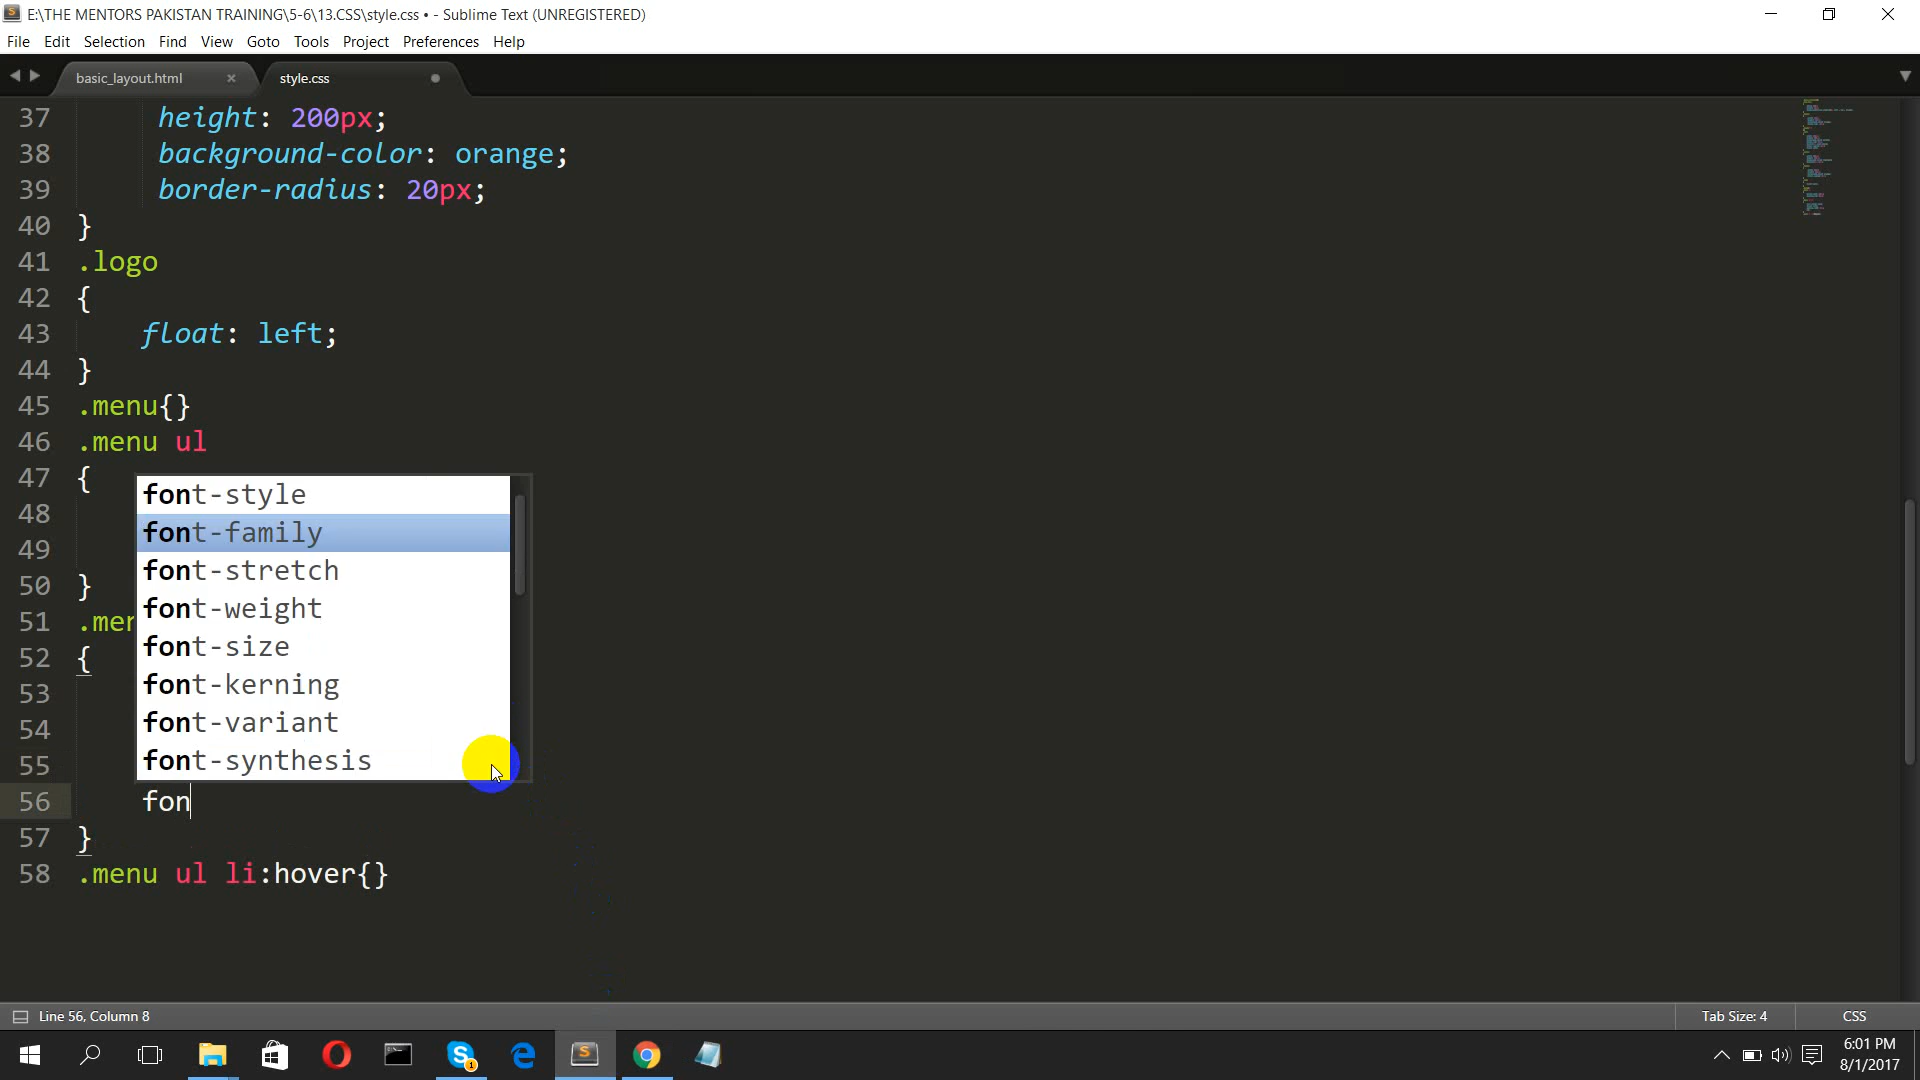 E:\THE MENTORS PAKISTAN TRAINING\5-6\13.CSS\style.css • - Sublime Text (UNREGISTERED)
File Edit Selection Find View Goto Tools Project Preferences Help
basic_layout.html × style.css
37 height: 200px;
38 background-color: orange;
39 border-radius: 20px;
40 }
41 .logo
42 {
43 float: left;
44 }
45 .menu{}
46 .menu ul
47 {
font-style
48
font-family
49
font-stretch
50 }
font-weight
51 .men
font-size
52 {
font-kerning
53
font-variant
54
font-synthesis
55
56 fon
57 }
58 .menu ul li:hover{}
Line 56, Column 8 Tab Size: 4 CSS
6:01 PM
8/1/2017